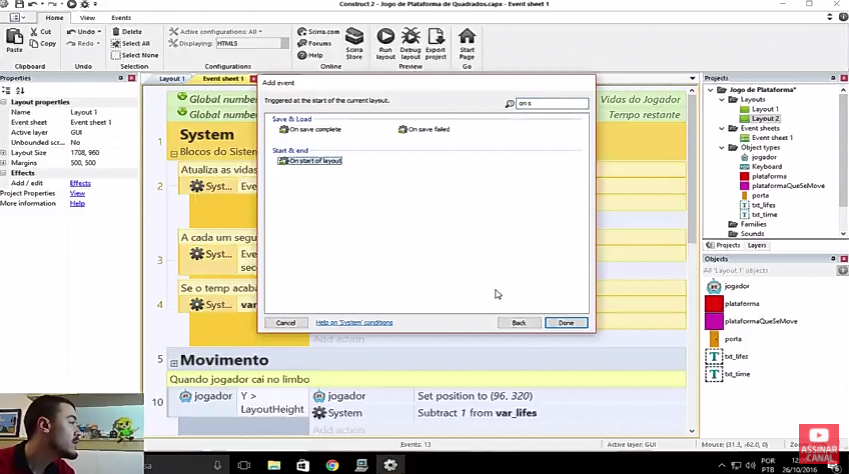 Construct 2 - Jogo de Plataforma de Quadrados.capx - Event sheet 1
Home View Events
Paste
Cut
Copy
Clipboard
Undo
Redo
Undo
Delete
Select All
Select None
Selection
Active configurations: All
Displaying: HTML5
Configurations
Scirra.com
Forums
Help
Scirra Store
Online
Run layout
Debug layout
Export project
Preview
Start Page
Go
Properties
Layout properties
Name Layout 1
Event sheet Event sheet 1
Active layer GUI
Unbounded scr... No
Layout Size 1708, 960
Margins 500, 500
Effects
Add / edit Effects
Project Properties View
More information Help
Layout 1
Event sheet 1
Global number
Vidas do Jogador
Global number
Tempo restante
1 System
Blocos do Sistem
Atualiza as vidas
2 Syst... Eve
A cada um segu
3 Syst... Eve
seco
Se o temp acaba
4 Syst... var
Add action
5 Movimento
Quando jogador cai no limbo
10 jogador Y > LayoutHeight
jogador Set position to (96, 320)
System Subtract 1 from var_lifes
Add action
Add event
Triggered at the start of the current layout.
on s
Save & Load
On save complete
On save failed
Start & end
On start of layout
Cancel
Help on 'System' conditions
Back
Done
Projects
Jogo de Plataforma*
Layouts
Layout 1
Layout 2
Event sheets
Event sheet 1
Object types
jogador
Keyboard
plataforma
plataformaQueSeMove
porta
txt_lifes
txt_time
Families
Sounds
Projects Layers
Objects
All 'Layout 1' objects
jogador
plataforma
plataformaQueSeMove
porta
txt_lifes
txt_time
Events: 13
Active layer: GUI
Mouse: (31.3, -62.0, 0)
ASSINAR
CANAL
POR
PTB
26/10/2016